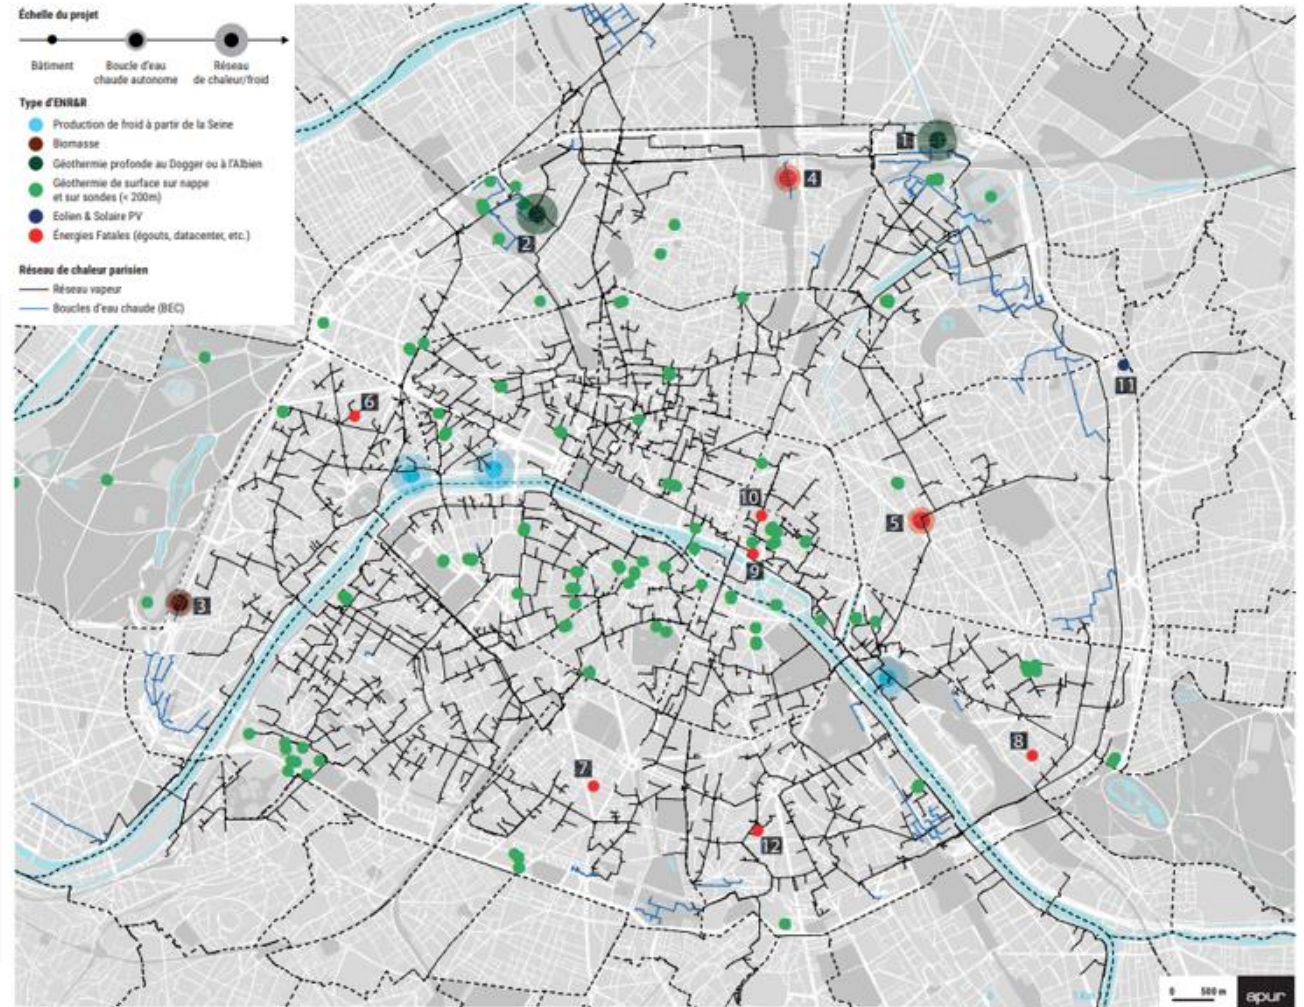 Échelle du projet
Bâtiment
Boucle d'eau
chaude autonome
Réseau
de chaleur/froid
Type d'ENR&R
Production de froid à partir de la Seine
Biomasse
Géothermie profonde au Dogger ou à l'Albien
Géothermie de surface sur nappe
et sur sondes (< 200m)
Eolien & Solaire PV
Énergies Fatales (égouts, datacenter, etc.)
Réseau de chaleur parisien
Réseau vapeur
Boucles d'eau chaude (BEC)
1
4
2
11
6
10
5
9
3
8
7
12
0 500 m
apur